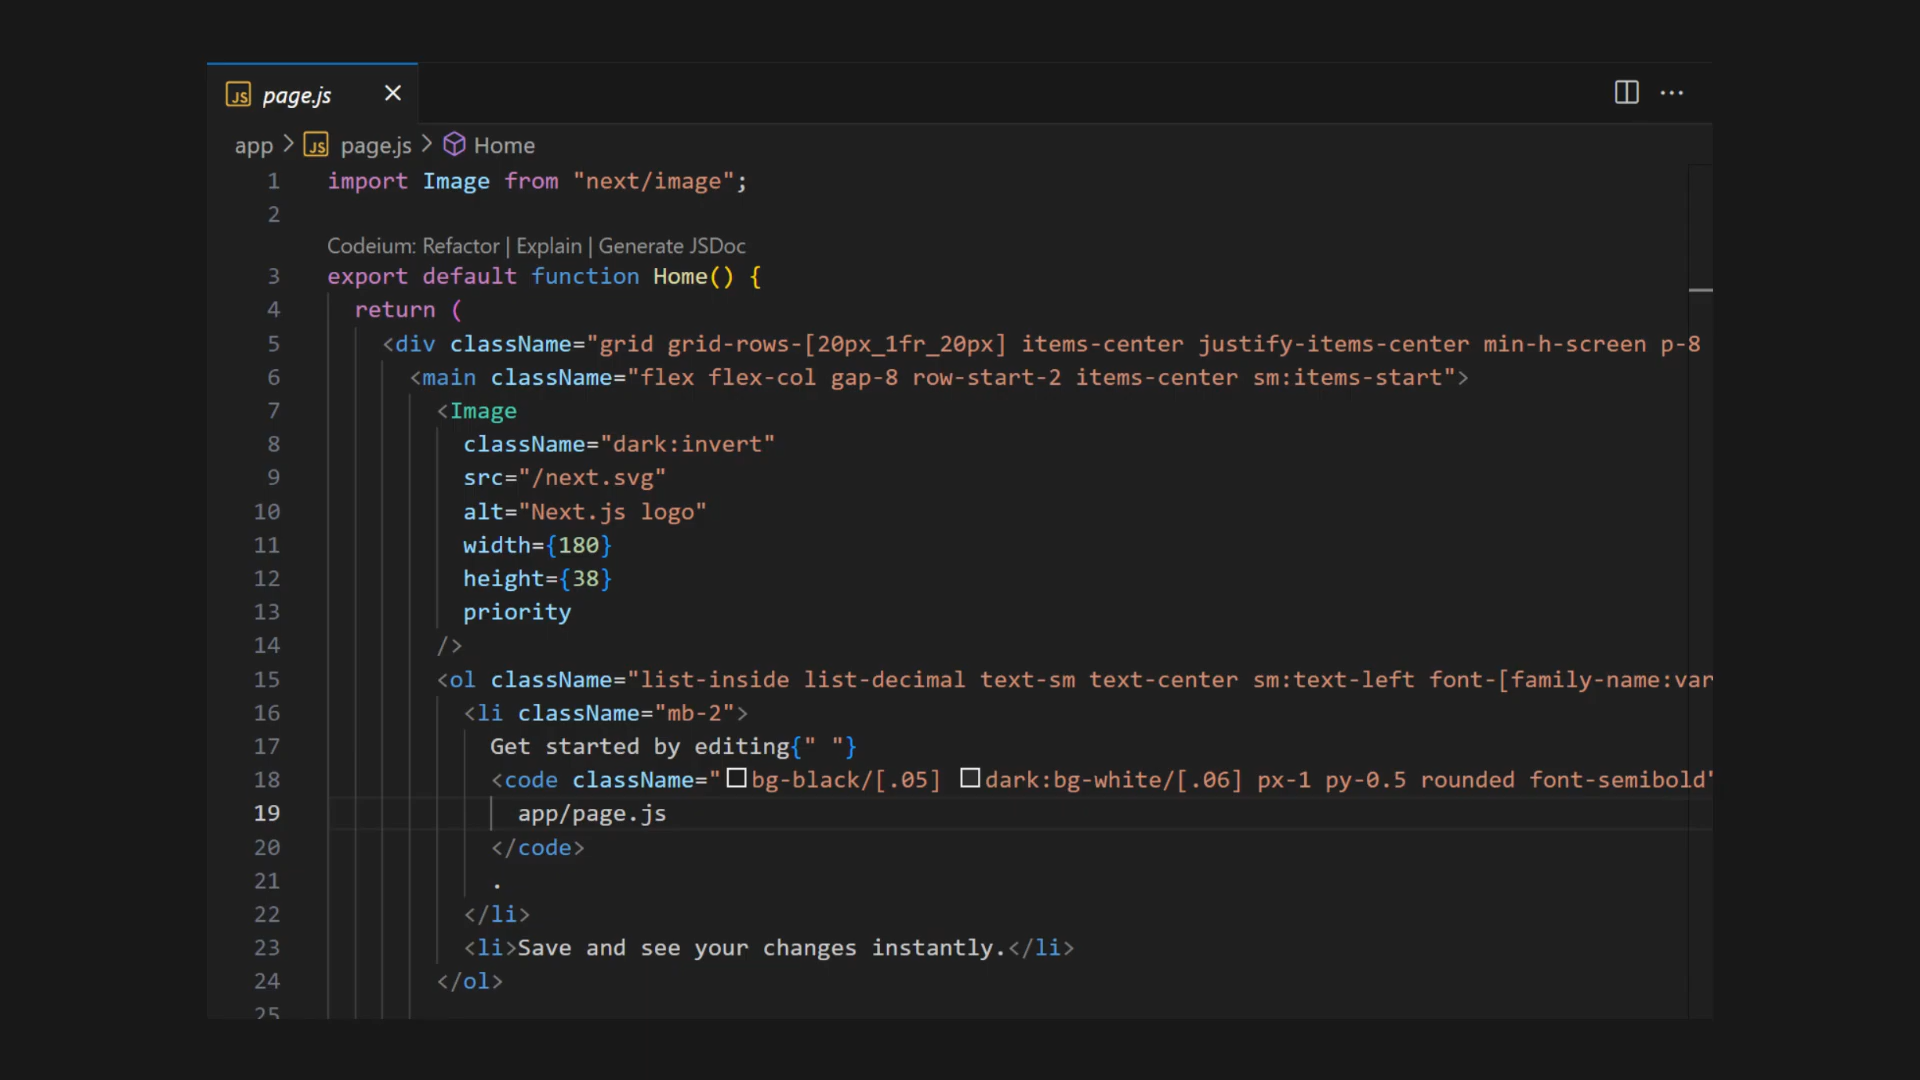 JS page.js
app > JS page.js > Home
1 import Image from "next/image";
2
Codeium: Refactor | Explain | Generate JSDoc
3 export default function Home() {
4 return (
5 <div className="grid grid-rows-[20px_1fr_20px] items-center justify-items-center min-h-screen p-8
6 <main className="flex flex-col gap-8 row-start-2 items-center sm:items-start">
7 <Image
8 className="dark:invert"
9 src="/next.svg"
10 alt="Next.js logo"
11 width={180}
12 height={38}
13 priority
14 />
15 <ol className="list-inside list-decimal text-sm text-center sm:text-left font-[family-name:var
16 <li className="mb-2">
17 Get started by editing{" "}
18 <code className="bg-black/[.05] dark:bg-white/[.06] px-1 py-0.5 rounded font-semibold"
19 app/page.js
20 </code>
21 .
22 </li>
23 <li>Save and see your changes instantly.</li>
24 </ol>
25